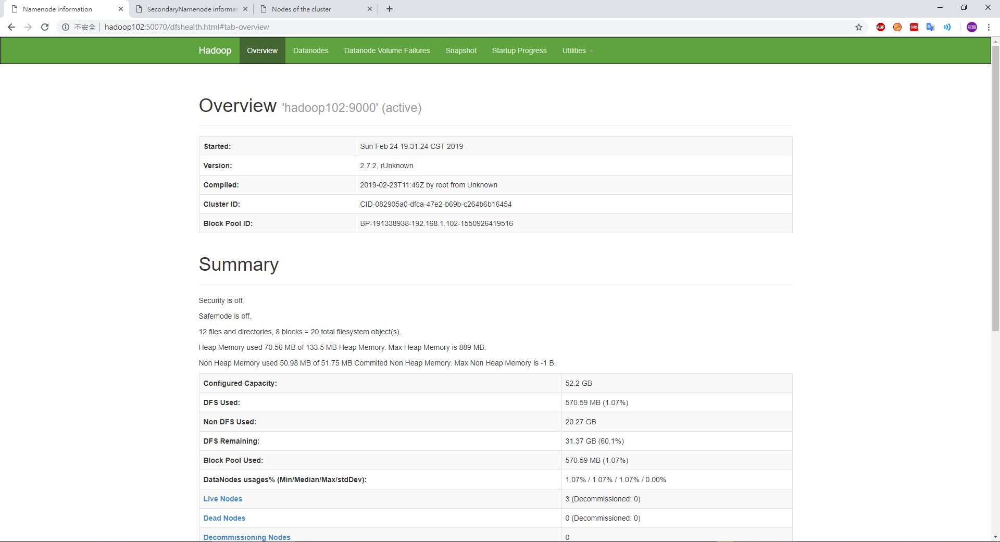 Namenode information
SecondaryNamenode informat
Nodes of the cluster
不安全 hadoop102:50070/dfshealth.html#tab-overview
ABP
CORS
Hadoop Overview Datanodes Datanode Volume Failures Snapshot Startup Progress Utilities
Overview 'hadoop102:9000' (active)
Started: Sun Feb 24 19:31:24 CST 2019
Version: 2.7.2, rUnknown
Compiled: 2019-02-23T11:49Z by root from Unknown
Cluster ID: CID-082905a0-dfca-47e2-b69b-c264b6b16454
Block Pool ID: BP-191338938-192.168.1.102-1550926419516
Summary
Security is off.
Safemode is off.
12 files and directories, 8 blocks = 20 total filesystem object(s).
Heap Memory used 70.56 MB of 133.5 MB Heap Memory. Max Heap Memory is 889 MB.
Non Heap Memory used 50.98 MB of 51.75 MB Commited Non Heap Memory. Max Non Heap Memory is -1 B.
Configured Capacity: 52.2 GB
DFS Used: 570.59 MB (1.07%)
Non DFS Used: 20.27 GB
DFS Remaining: 31.37 GB (60.1%)
Block Pool Used: 570.59 MB (1.07%)
DataNodes usages% (Min/Median/Max/stdDev): 1.07% / 1.07% / 1.07% / 0.00%
Live Nodes 3 (Decommissioned: 0)
Dead Nodes 0 (Decommissioned: 0)
Decommissioning Nodes 0